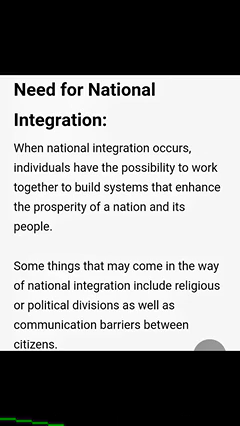 Need for National
Integration:
When national integration occurs,
individuals have the possibility to work
together to build systems that enhance
the prosperity of a nation and its
people.
Some things that may come in the way
of national integration include religious
or political divisions as well as
communication barriers between
citizens.